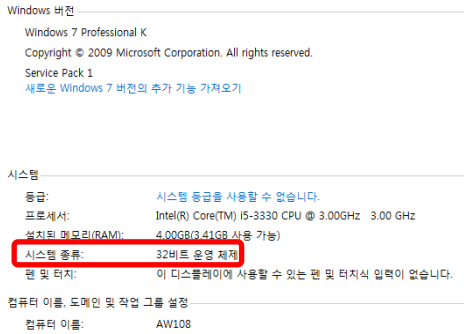 Windows 버전
Windows 7 Professional K
Copyright © 2009 Microsoft Corporation. All rights reserved.
Service Pack 1
새로운 Windows 7 버전의 추가 기능 가져오기
시스템
등급: 시스템 등급을 사용할 수 없습니다.
프로세서: Intel(R) Core(TM) i5-3330 CPU @ 3.00GHz 3.00 GHz
설치된 메모리(RAM): 4.00GB(3.41GB 사용 가능)
시스템 종류: 32비트 운영 체제
펜 및 터치: 이 디스플레이에 사용할 수 있는 펜 및 터치식 입력이 없습니다.
컴퓨터 이름, 도메인 및 작업 그룹 설정
컴퓨터 이름: AW108